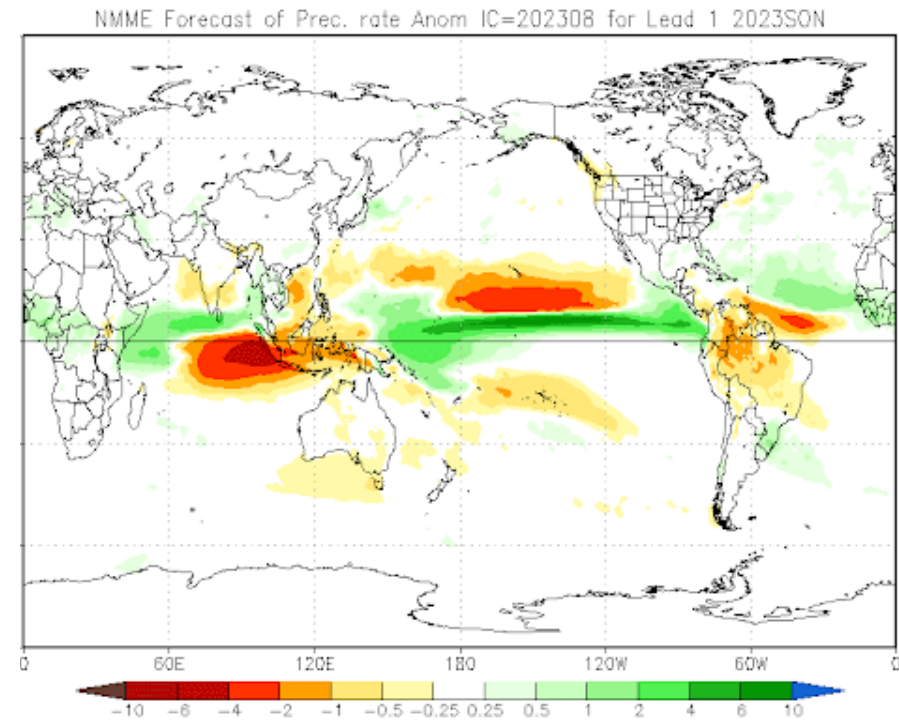 NMME Forecast of Prec. rate Anom IC=202308 for Lead 1 2023SON
0 60E 120E 180 120W 60W 0
-10 -6 -4 -2 -1 -0.5 -0.25 0.25 0.5 1 2 4 6 10